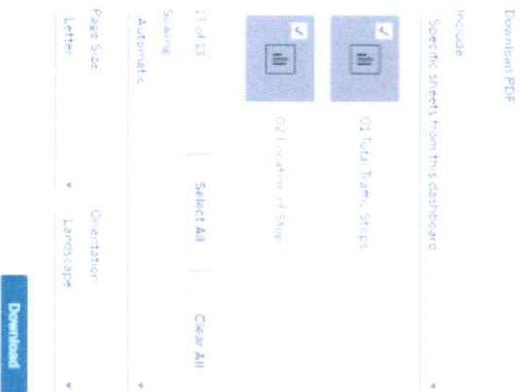 Download PDF
Include
Specific sheets from this dashboard
01 Total Traffic Stops
02 Location of Stop
13 of 13
Select All
Clear All
Scaling
Automatic
Page Size
Orientation
Letter
Landscape
Download